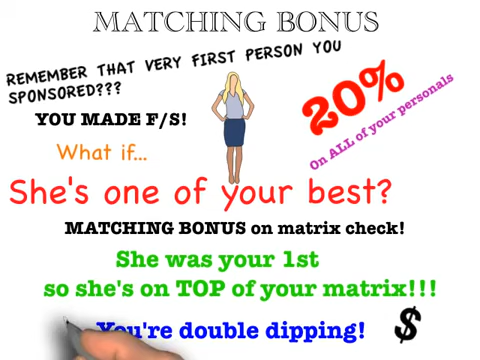 MATCHING BONUS
REMEMBER THAT VERY FIRST PERSON YOU
SPONSORED???
20%
On ALL of your personals
YOU MADE F/S!
What if...
She's one of your best?
MATCHING BONUS on matrix check!
She was your 1st
so she's on TOP of your matrix!!!
You're double dipping!
$